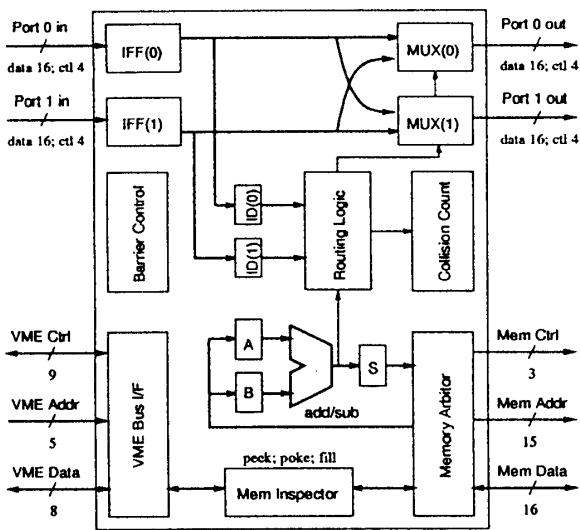 Port 0 in
data 16; ctl 4
Port 1 in
data 16; ctl 4
IFF(0)
IFF(1)
MUX(0)
MUX(1)
Port 0 out
data 16; ctl 4
Port 1 out
data 16; ctl 4
Barrier Control
ID(0)
ID(1)
Routing Logic
Collision Count
VME Ctrl
9
VME Addr
5
VME Data
8
VME Bus I/F
A
B
add/sub
S
peek; poke; fill
Mem Inspector
Memory Arbitor
Mem Ctrl
3
Mem Addr
15
Mem Data
16